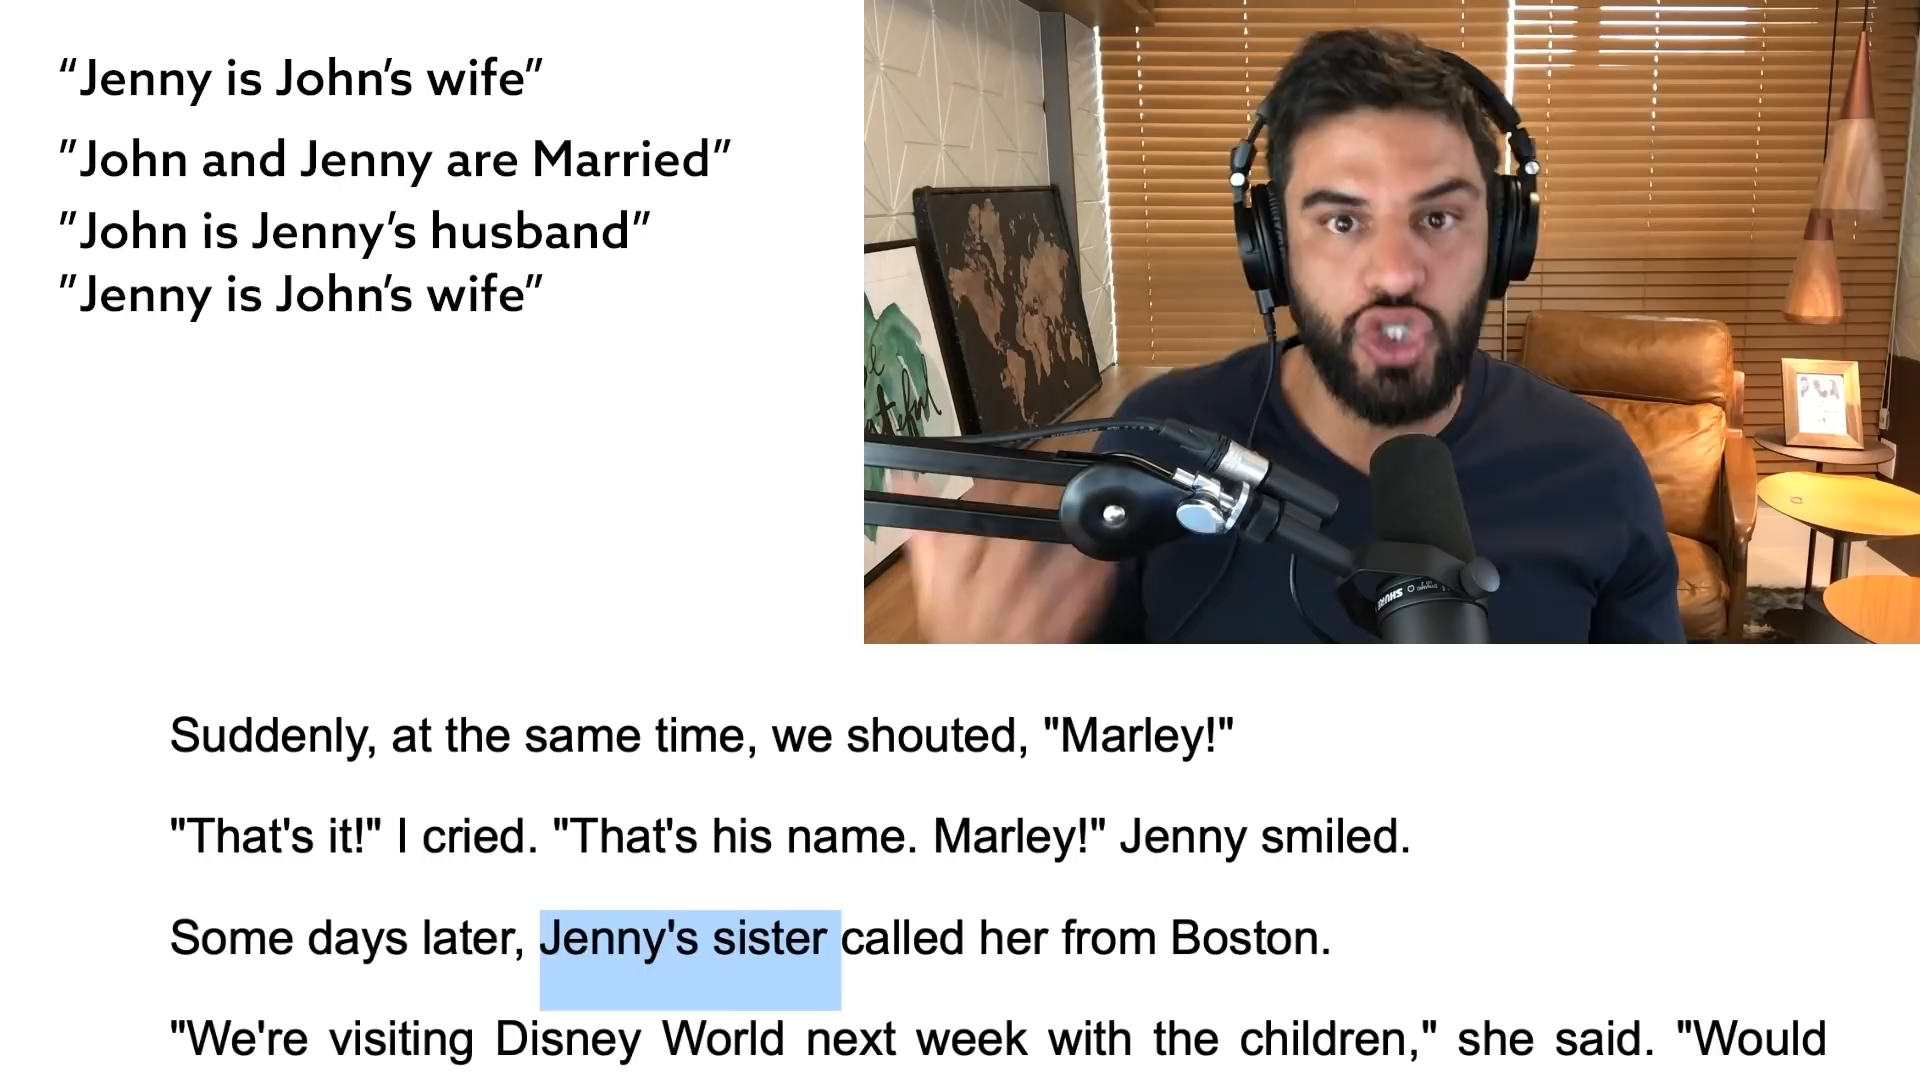 “Jenny is John’s wife”
”John and Jenny are Married”
”John is Jenny’s husband”
”Jenny is John’s wife”
SHURE
Suddenly, at the same time, we shouted, "Marley!"
"That's it!" I cried. "That's his name. Marley!" Jenny smiled.
Some days later, Jenny's sister called her from Boston.
"We're visiting Disney World next week with the children," she said. "Would